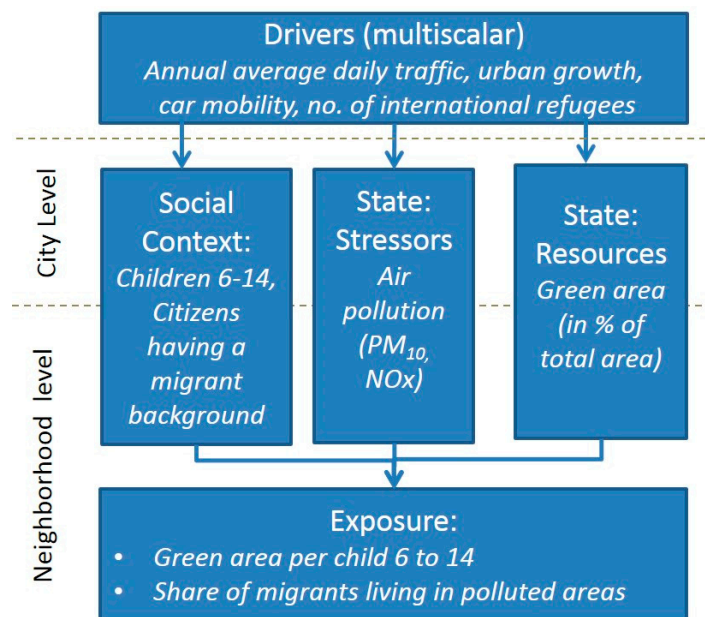 Drivers (multiscalar)
Annual average daily traffic, urban growth,
car mobility, no. of international refugees
City Level
Social
Context:
Children 6-14,
Citizens
having a
migrant
background
State:
Stressors
Air
pollution
(PM10,
NOx)
State:
Resources
Green area
(in % of
total area)
Neighborhood level
Exposure:
• Green area per child 6 to 14
• Share of migrants living in polluted areas